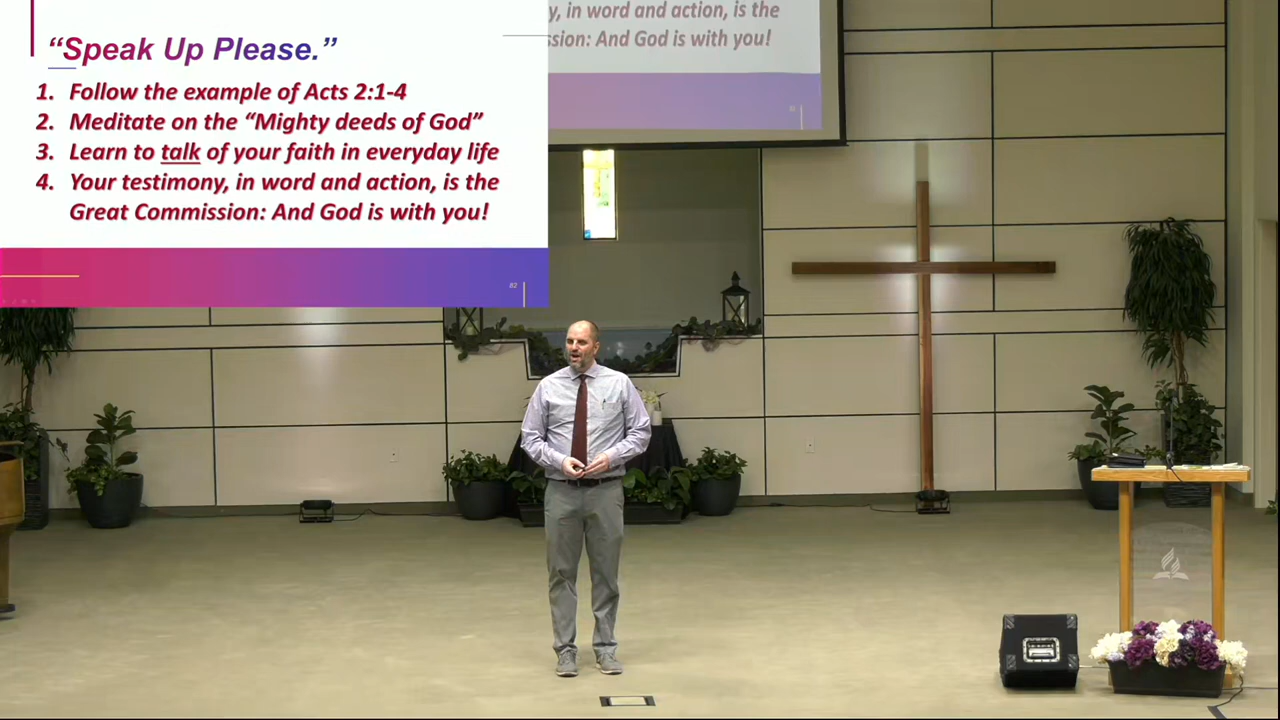 “Speak Up Please.”
1. Follow the example of Acts 2:1-4
2. Meditate on the “Mighty deeds of God”
3. Learn to talk of your faith in everyday life
4. Your testimony, in word and action, is the
Great Commission: And God is with you!
82
y, in word and action, is the
ssion: And God is with you!